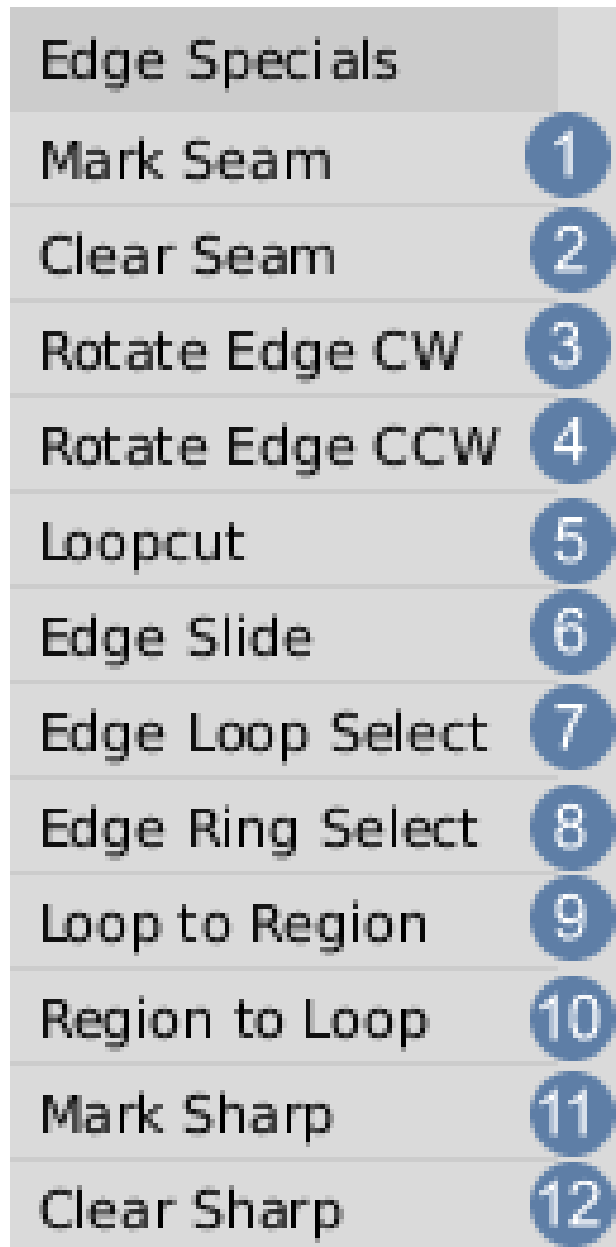 Edge Specials
Mark Seam 1
Clear Seam 2
Rotate Edge CW 3
Rotate Edge CCW 4
Loopcut 5
Edge Slide 6
Edge Loop Select 7
Edge Ring Select 8
Loop to Region 9
Region to Loop 10
Mark Sharp 11
Clear Sharp 12